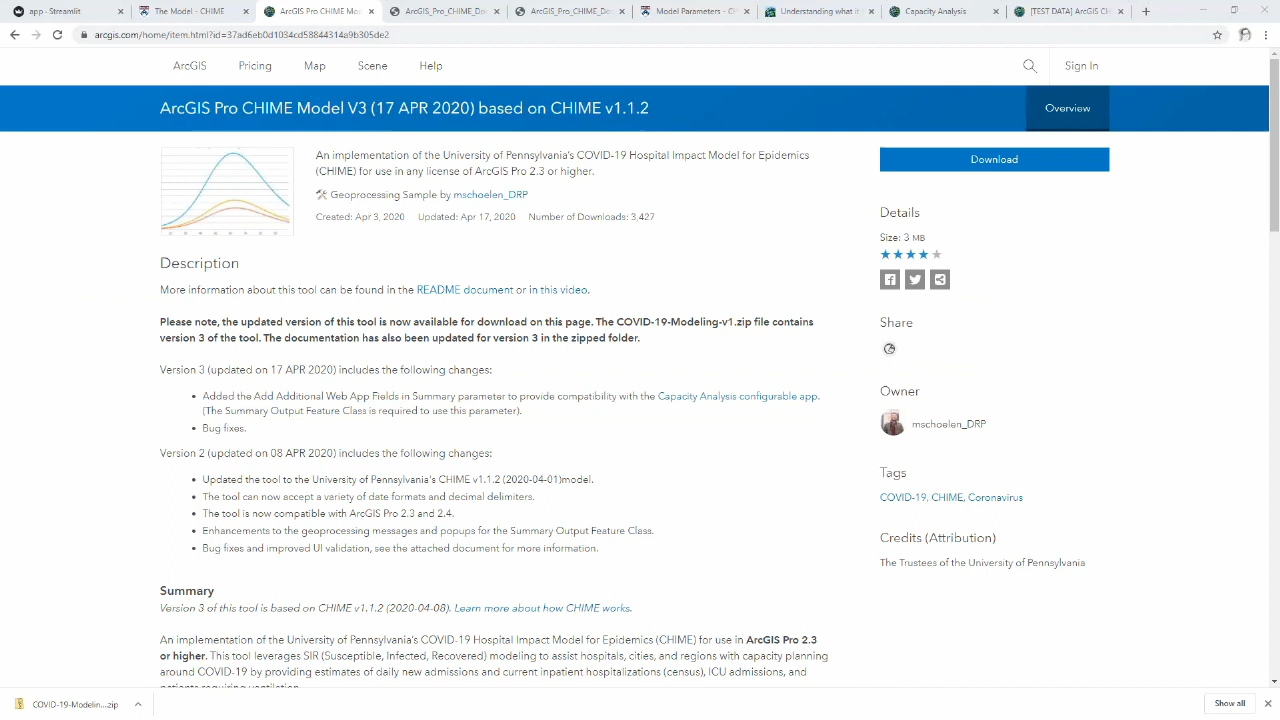 app · Streamlit
The Model - CHIME
ArcGIS Pro CHIME Mo
ArcGIS_Pro_CHIME_Do
ArcGIS_Pro_CHIME_Do
Model Parameters - C
Understanding what it
Capacity Analysis
[TEST DATA] ArcGIS CH
arcgis.com/home/item.html?id=37ad6eb0d1034cd58844314a9b305de2
ArcGIS Pricing Map Scene Help Sign In
ArcGIS Pro CHIME Model V3 (17 APR 2020) based on CHIME v1.1.2
Overview
An implementation of the University of Pennsylvania's COVID-19 Hospital Impact Model for Epidemics
(CHIME) for use in any license of ArcGIS Pro 2.3 or higher.
Geoprocessing Sample by mschoelen_DRP
Created: Apr 3, 2020 Updated: Apr 17, 2020 Number of Downloads: 3,427
Description
More information about this tool can be found in the README document or in this video.
Please note, the updated version of this tool is now available for download on this page. The COVID-19-Modeling-v1.zip file contains
version 3 of the tool. The documentation has also been updated for version 3 in the zipped folder.
Version 3 (updated on 17 APR 2020) includes the following changes:
• Added the Add Additional Web App Fields in Summary parameter to provide compatibility with the Capacity Analysis configurable app.
(The Summary Output Feature Class is required to use this parameter).
• Bug fixes.
Version 2 (updated on 08 APR 2020) includes the following changes:
• Updated the tool to the University of Pennsylvania's CHIME v1.1.2 (2020-04-01)model.
• The tool can now accept a variety of date formats and decimal delimiters.
• The tool is now compatible with ArcGIS Pro 2.3 and 2.4.
• Enhancements to the geoprocessing messages and popups for the Summary Output Feature Class.
• Bug fixes and improved UI validation, see the attached document for more information.
Summary
Version 3 of this tool is based on CHIME v1.1.2 (2020-04-08). Learn more about how CHIME works.
An implementation of the University of Pennsylvania's COVID-19 Hospital Impact Model for Epidemics (CHIME) for use in ArcGIS Pro 2.3
or higher. This tool leverages SIR (Susceptible, Infected, Recovered) modeling to assist hospitals, cities, and regions with capacity planning
around COVID-19 by providing estimates of daily new admissions and current inpatient hospitalizations (census), ICU admissions, and
patients requiring ventilation.
Download
Details
Size: 3 MB
Share
Owner
mschoelen_DRP
Tags
COVID-19, CHIME, Coronavirus
Credits (Attribution)
The Trustees of the University of Pennsylvania
COVID-19-Modelin....zip
Show all